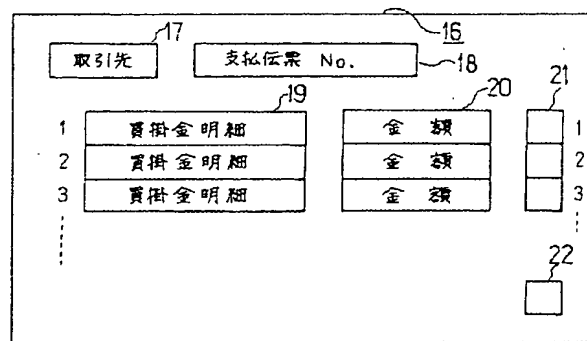 17 16
取引先 支払伝票 No. 18
19 20 21
1 買掛金明細 金額 1
2 買掛金明細 金額 2
3 買掛金明細 金額 3
22